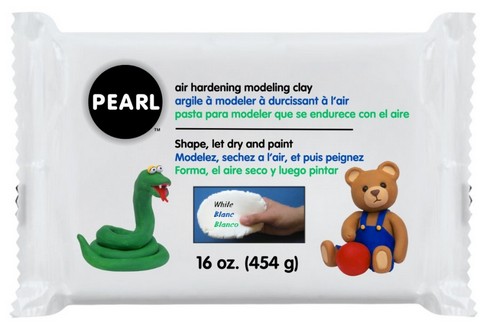 PEARL
TM
air hardening modeling clay
argile à modeler à durcissant à l'air
pasta para modeler que se endurece con el aire
Shape, let dry and paint
Modelez, sechez a l'air, et puis peignez
Forma, el aire seco y luego pintar
White
Blanc
Blanco
16 oz. (454 g)